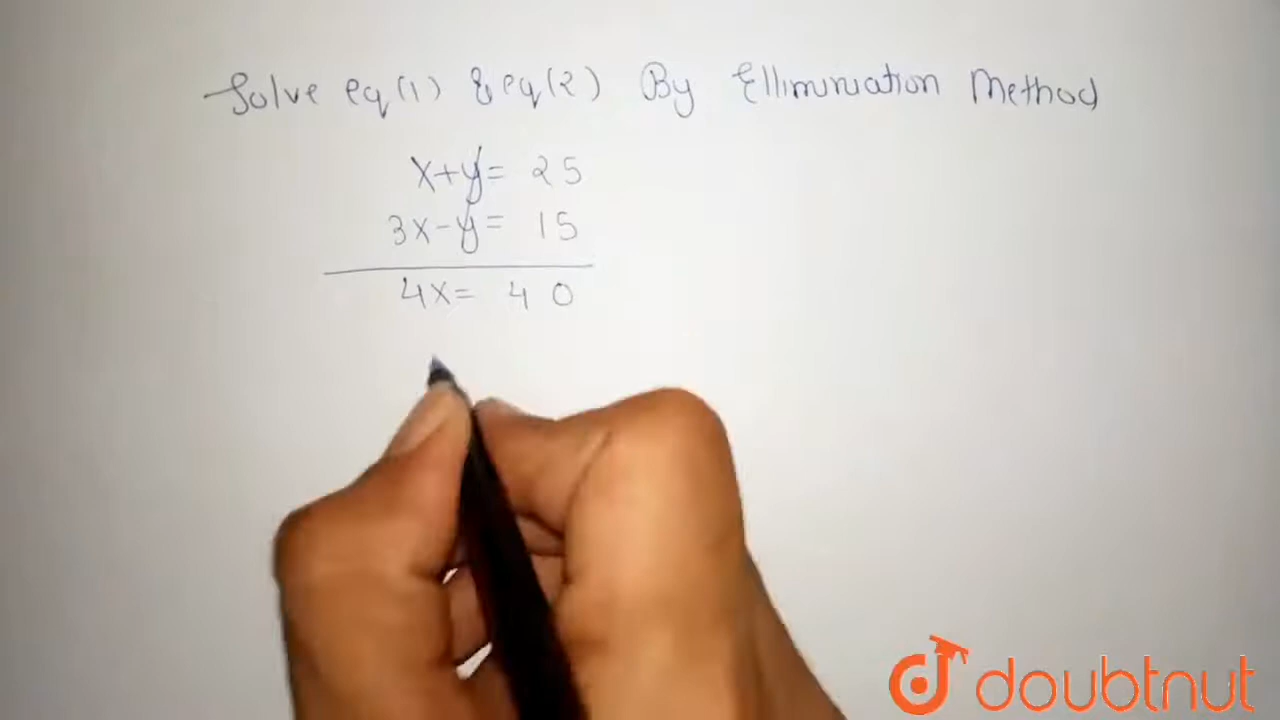 Solve eq(1) & eq(2) By Ellimination Method
x+y= 25
3x-y= 15
4x= 40
doubtnut